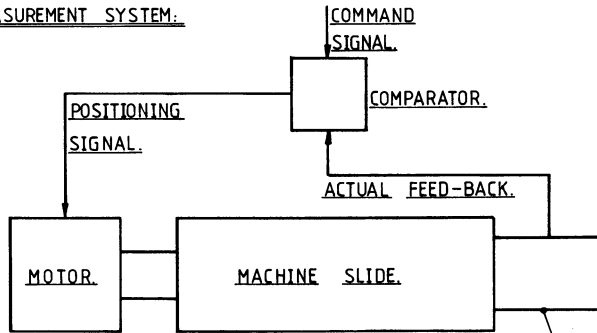 SUREMENT SYSTEM:
COMMAND
SIGNAL.
COMPARATOR.
POSITIONING
SIGNAL.
ACTUAL FEED-BACK.
MOTOR.
MACHINE SLIDE.